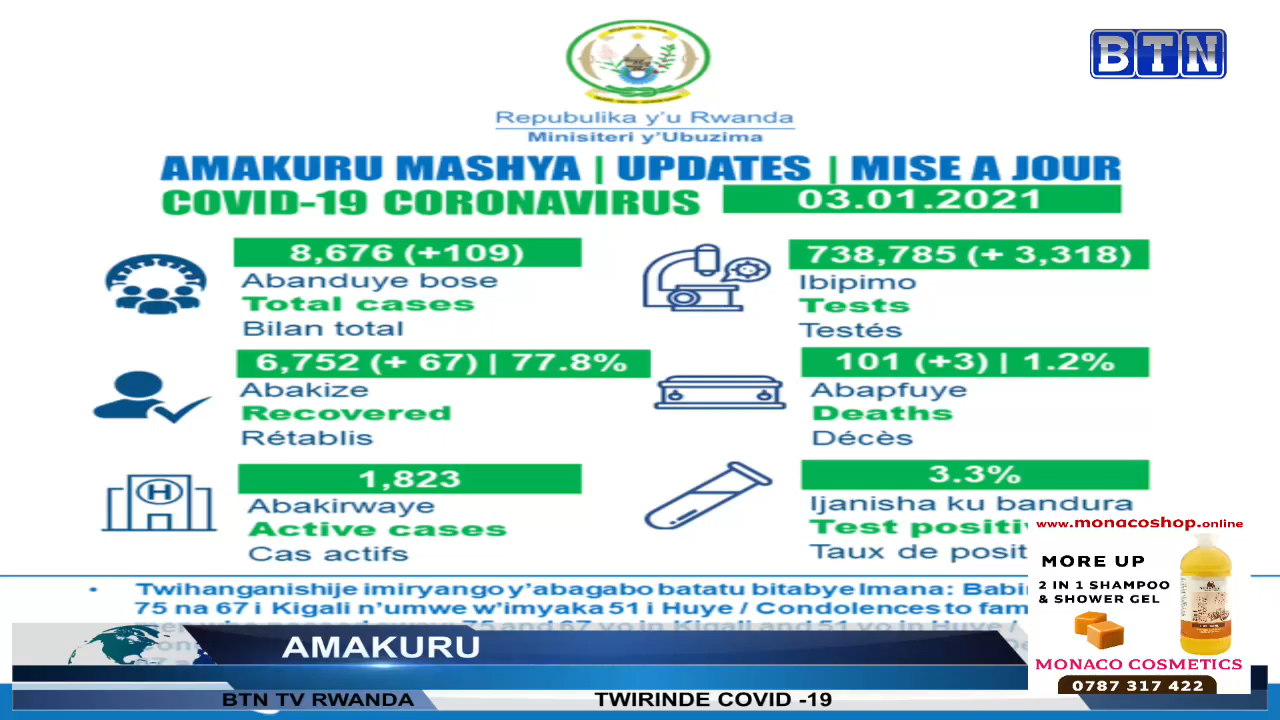 BTN
Repubulika y'u Rwanda
Minisiteri y'Ubuzima
AMAKURU MASHYA | UPDATES | MISE A JOUR
COVID-19 CORONAVIRUS 03.01.2021
8,676 (+109)
Abanduye bose
Total cases
Bilan total
738,785 (+ 3,318)
Ibipimo
Tests
Testés
6,752 (+ 67) | 77.8%
Abakize
Recovered
Rétablis
101 (+3) | 1.2%
Abapfuye
Deaths
Décès
H
1,823
Abakirwaye
Active cases
Cas actifs
3.3%
Ijanisha ku bandura
Test
Taux de
www.monacoshop.online
MORE UP
2 IN 1 SHAMPOO
& SHOWER GEL
MONACO COSMETICS
0787 317 422
• Twihanganishije imiryango y'abagabo batatu bitabye Imana:
75 na 67 i Kigali n'umwe w'imyaka 51 i Huye / Condolences to
AMAKURU
BTN TV RWANDA TWIRINDE COVID -19